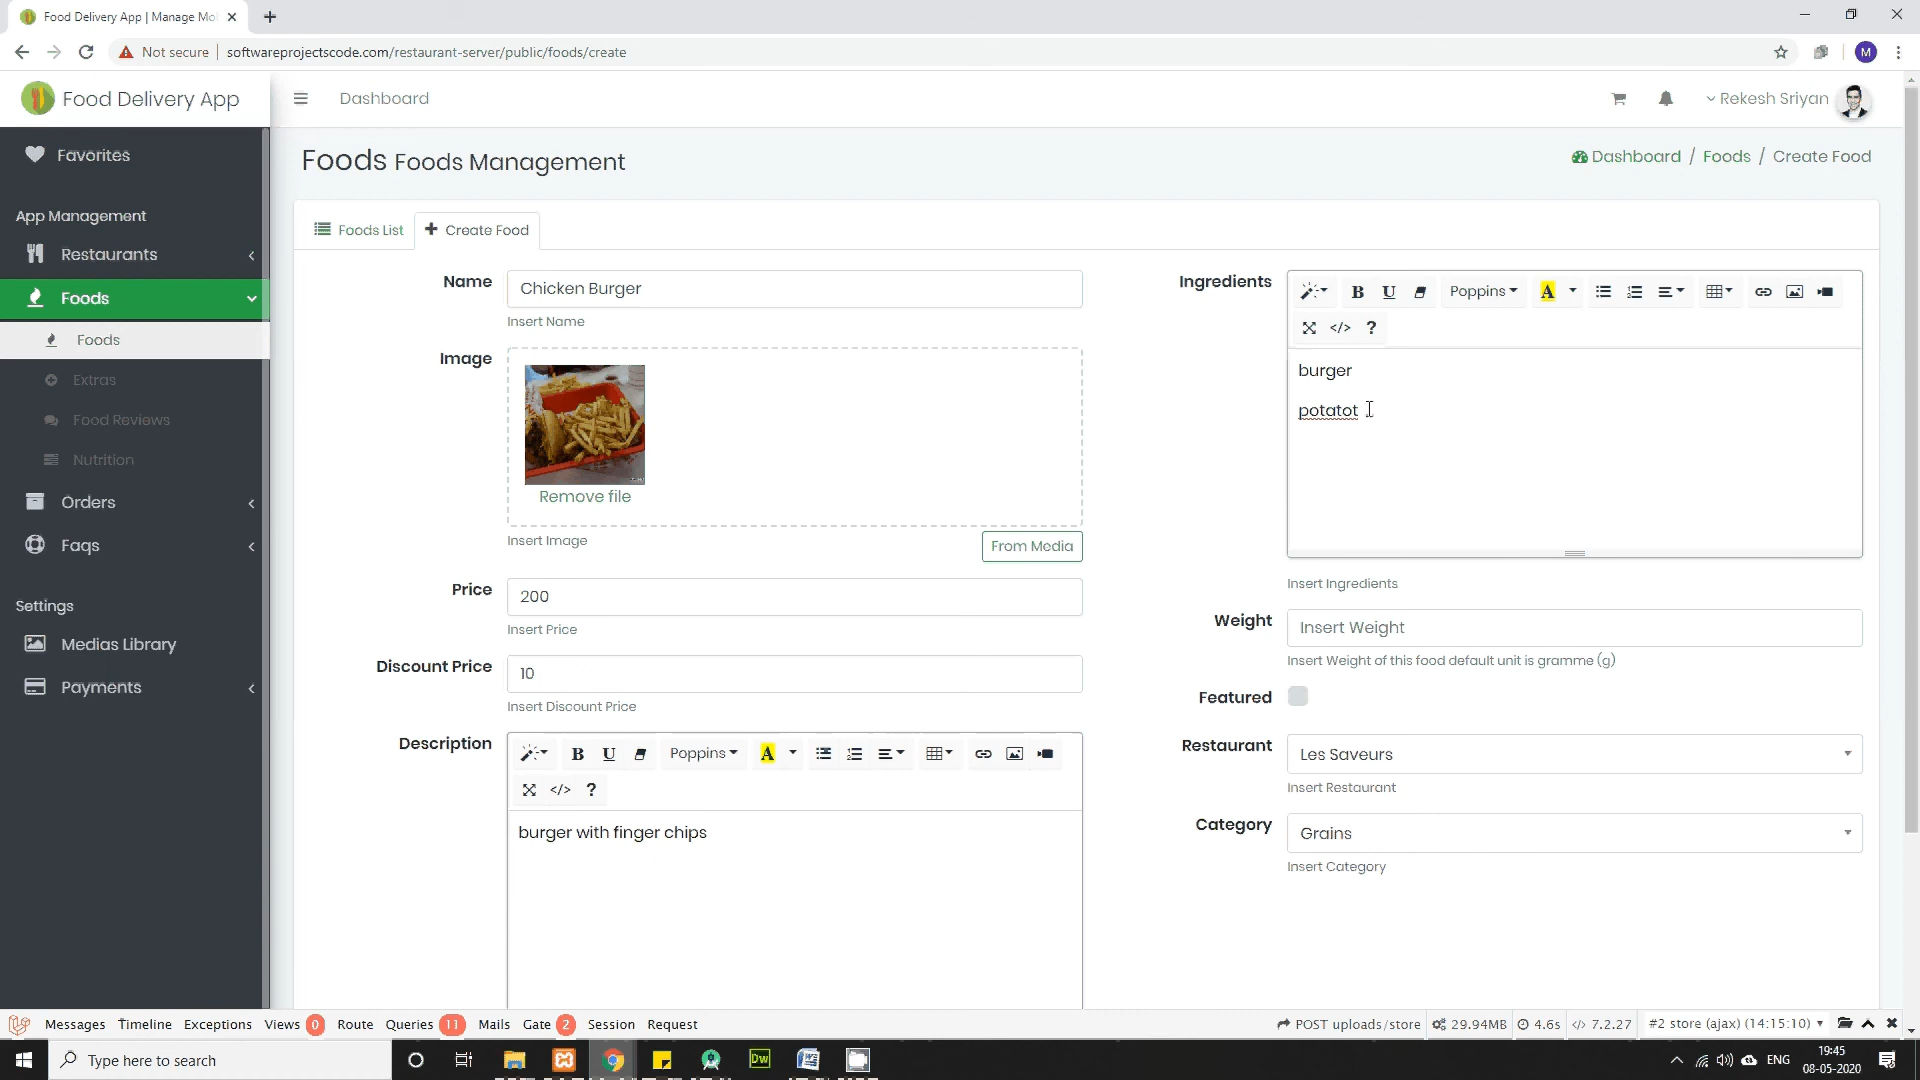 Food Delivery App | Manage Mo
Not secure
softwareprojectscode.com/restaurant-server/public/foods/create
M
Food Delivery App
Dashboard
Rekesh Sriyan
Favorites
App Management
Restaurants
Foods
Foods
Extras
Food Reviews
Nutrition
Orders
Faqs
Settings
Medias Library
Payments
Foods Foods Management
Dashboard / Foods / Create Food
Foods List
Create Food
Name
Chicken Burger
Insert Name
Image
Remove file
Insert Image
From Media
Price
200
Insert Price
Discount Price
10
Insert Discount Price
Description
B U Poppins A
</> ?
burger with finger chips
Ingredients
B U Poppins A
</> ?
burger
potatot
Insert Ingredients
Weight
Insert Weight
Insert Weight of this food default unit is gramme (g)
Featured
Restaurant
Les Saveurs
Insert Restaurant
Category
Grains
Insert Category
Messages Timeline Exceptions Views 0 Route Queries 11 Mails Gate 2 Session Request
POST uploads/store 29.94MB 4.6s </> 7.2.27 #2 store (ajax) (14:15:10)
Type here to search
Dw
W
ENG
19:45
08-05-2020